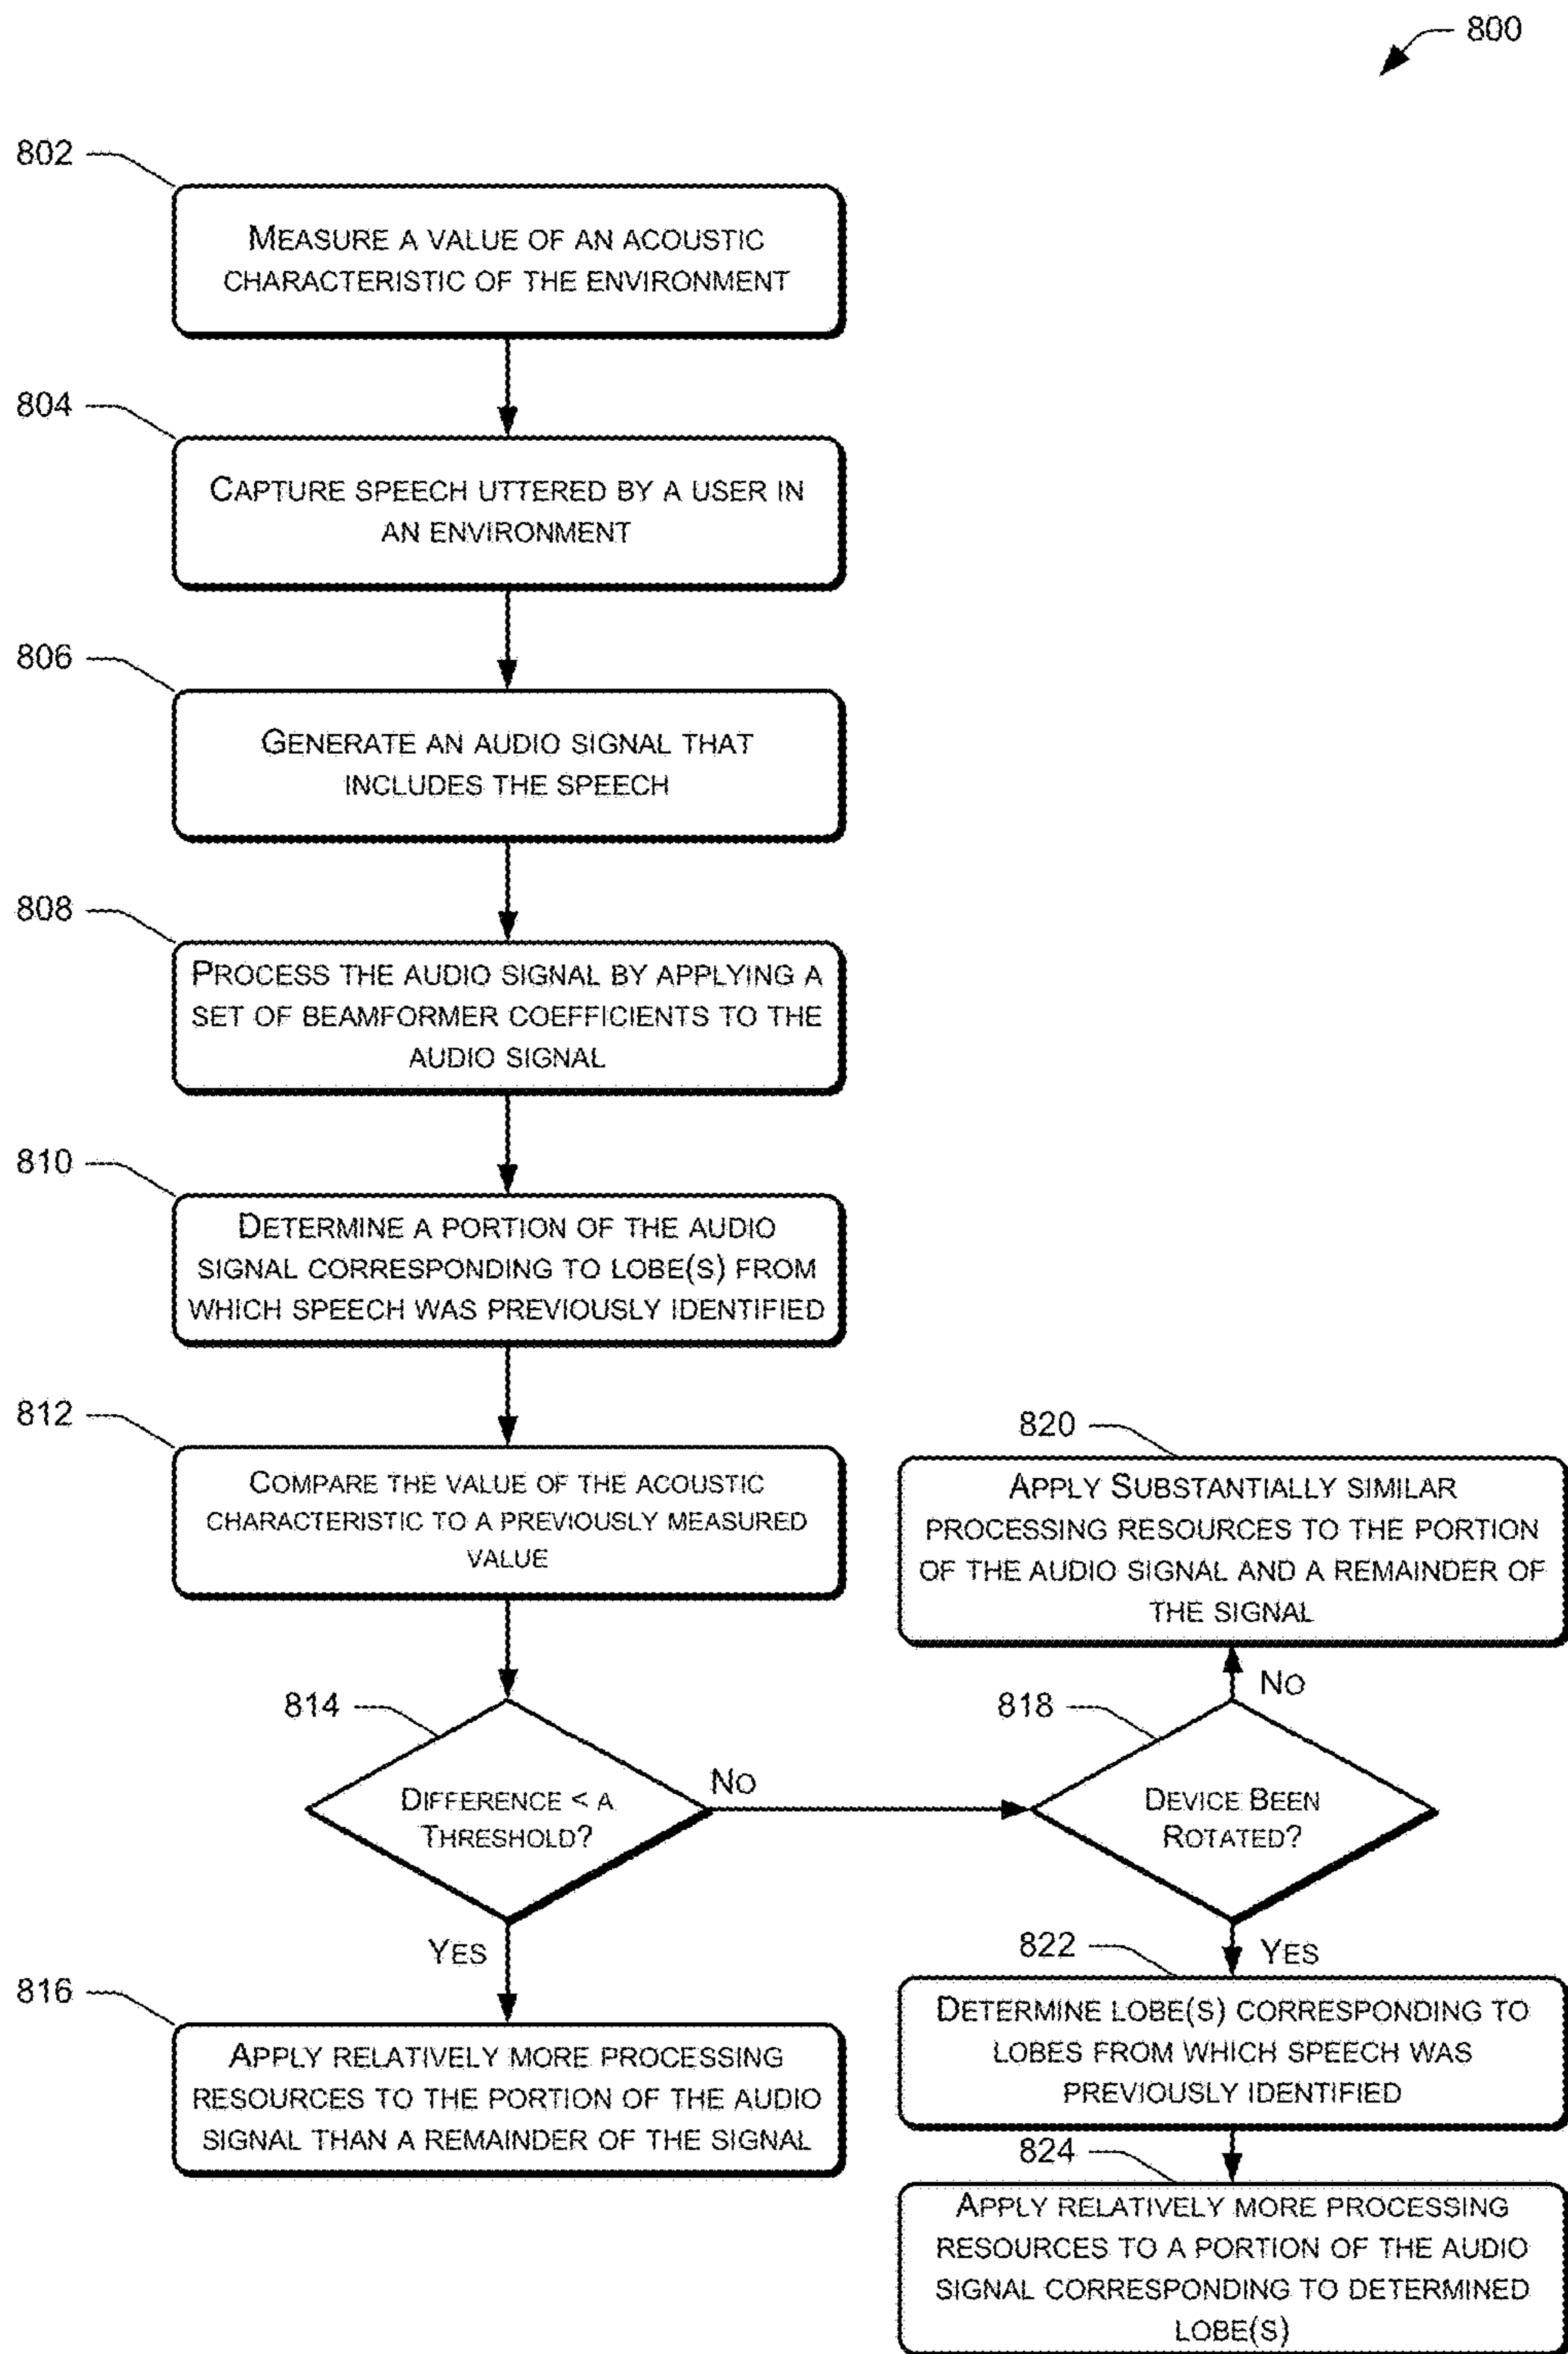 800
802
MEASURE A VALUE OF AN ACOUSTIC
CHARACTERISTIC OF THE ENVIRONMENT
804
CAPTURE SPEECH UTTERED BY A USER IN
AN ENVIRONMENT
806
GENERATE AN AUDIO SIGNAL THAT
INCLUDES THE SPEECH
808
PROCESS THE AUDIO SIGNAL BY APPLYING A
SET OF BEAMFORMER COEFFICIENTS TO THE
AUDIO SIGNAL
810
DETERMINE A PORTION OF THE AUDIO
SIGNAL CORRESPONDING TO LOBE(S) FROM
WHICH SPEECH WAS PREVIOUSLY IDENTIFIED
812
COMPARE THE VALUE OF THE ACOUSTIC
CHARACTERISTIC TO A PREVIOUSLY MEASURED
VALUE
814
DIFFERENCE < A
THRESHOLD?
NO
YES
816
APPLY RELATIVELY MORE PROCESSING
RESOURCES TO THE PORTION OF THE AUDIO
SIGNAL THAN A REMAINDER OF THE SIGNAL
818
DEVICE BEEN
ROTATED?
NO
820
APPLY SUBSTANTIALLY SIMILAR
PROCESSING RESOURCES TO THE PORTION
OF THE AUDIO SIGNAL AND A REMAINDER OF
THE SIGNAL
YES
822
DETERMINE LOBE(S) CORRESPONDING TO
LOBES FROM WHICH SPEECH WAS
PREVIOUSLY IDENTIFIED
824
APPLY RELATIVELY MORE PROCESSING
RESOURCES TO A PORTION OF THE AUDIO
SIGNAL CORRESPONDING TO DETERMINED
LOBE(S)